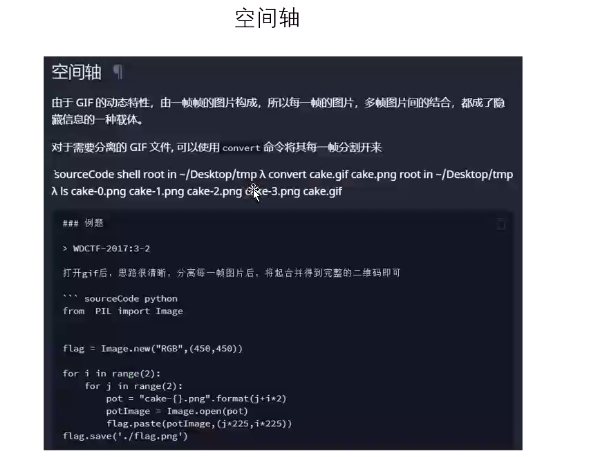 空间轴
空间轴 ¶
由于 GIF 的动态特性，由一帧帧的图片构成，所以每一帧的图片，多帧图片间的结合，都成了隐
藏信息的一种载体。
对于需要分离的 GIF 文件, 可以使用 convert 命令将其每一帧分割开来
`sourceCode shell root in ~/Desktop/tmp λ convert cake.gif cake.png root in ~/Desktop/tmp
λ ls cake-0.png cake-1.png cake-2.png cake-3.png cake.gif
### 例题
> WDCTF-2017:3-2
打开gif后，思路很清晰，分离每一帧图片后，将起合并得到完整的二维码即可
``` sourceCode python
from  PIL import Image
flag = Image.new("RGB",(450,450))
for i in range(2):
    for j in range(2):
        pot = "cake-{}.png".format(j+i*2)
        potImage = Image.open(pot)
        flag.paste(potImage,(j*225,i*225))
flag.save('./flag.png')